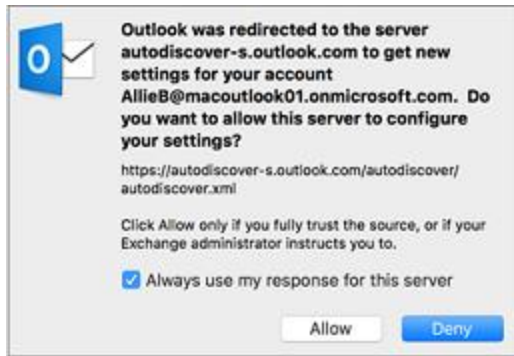 Outlook was redirected to the server
autodiscover-s.outlook.com to get new
settings for your account
AllieB@macoutlook01.onmicrosoft.com. Do
you want to allow this server to configure
your settings?
https://autodiscover-s.outlook.com/autodiscover/
autodiscover.xml
Click Allow only if you fully trust the source, or if your
Exchange administrator instructs you to.
Always use my response for this server
Allow Deny